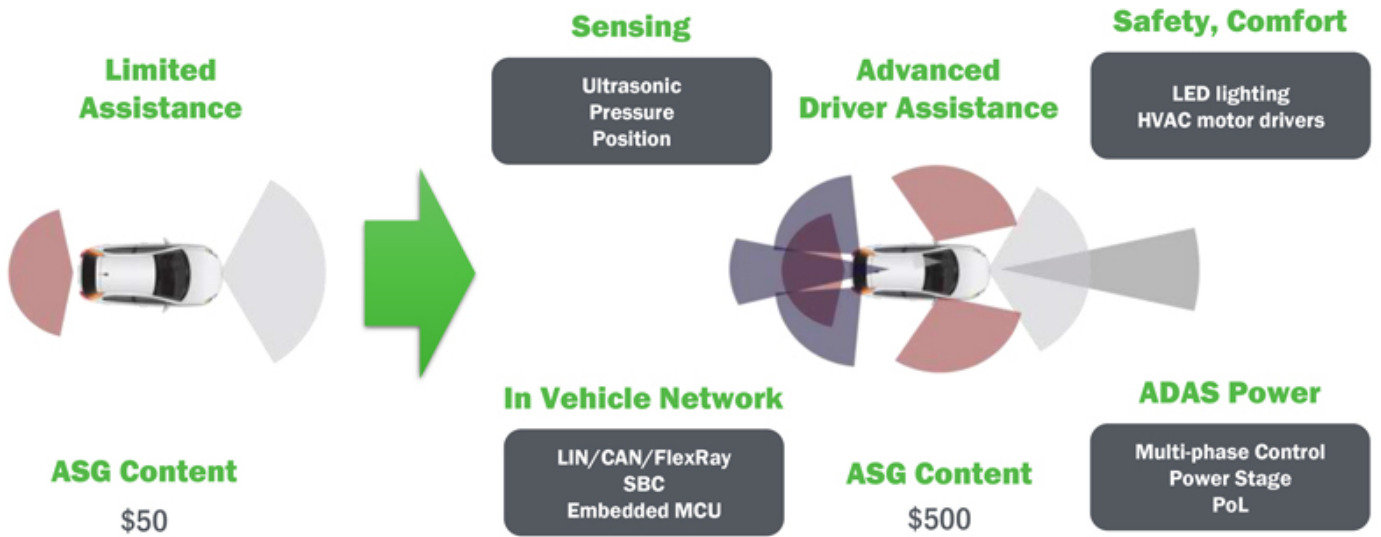 Limited
Assistance
ASG Content
$50
Sensing
Ultrasonic
Pressure
Position
Advanced
Driver Assistance
Safety, Comfort
LED lighting
HVAC motor drivers
In Vehicle Network
LIN/CAN/FlexRay
SBC
Embedded MCU
ASG Content
$500
ADAS Power
Multi-phase Control
Power Stage
PoL